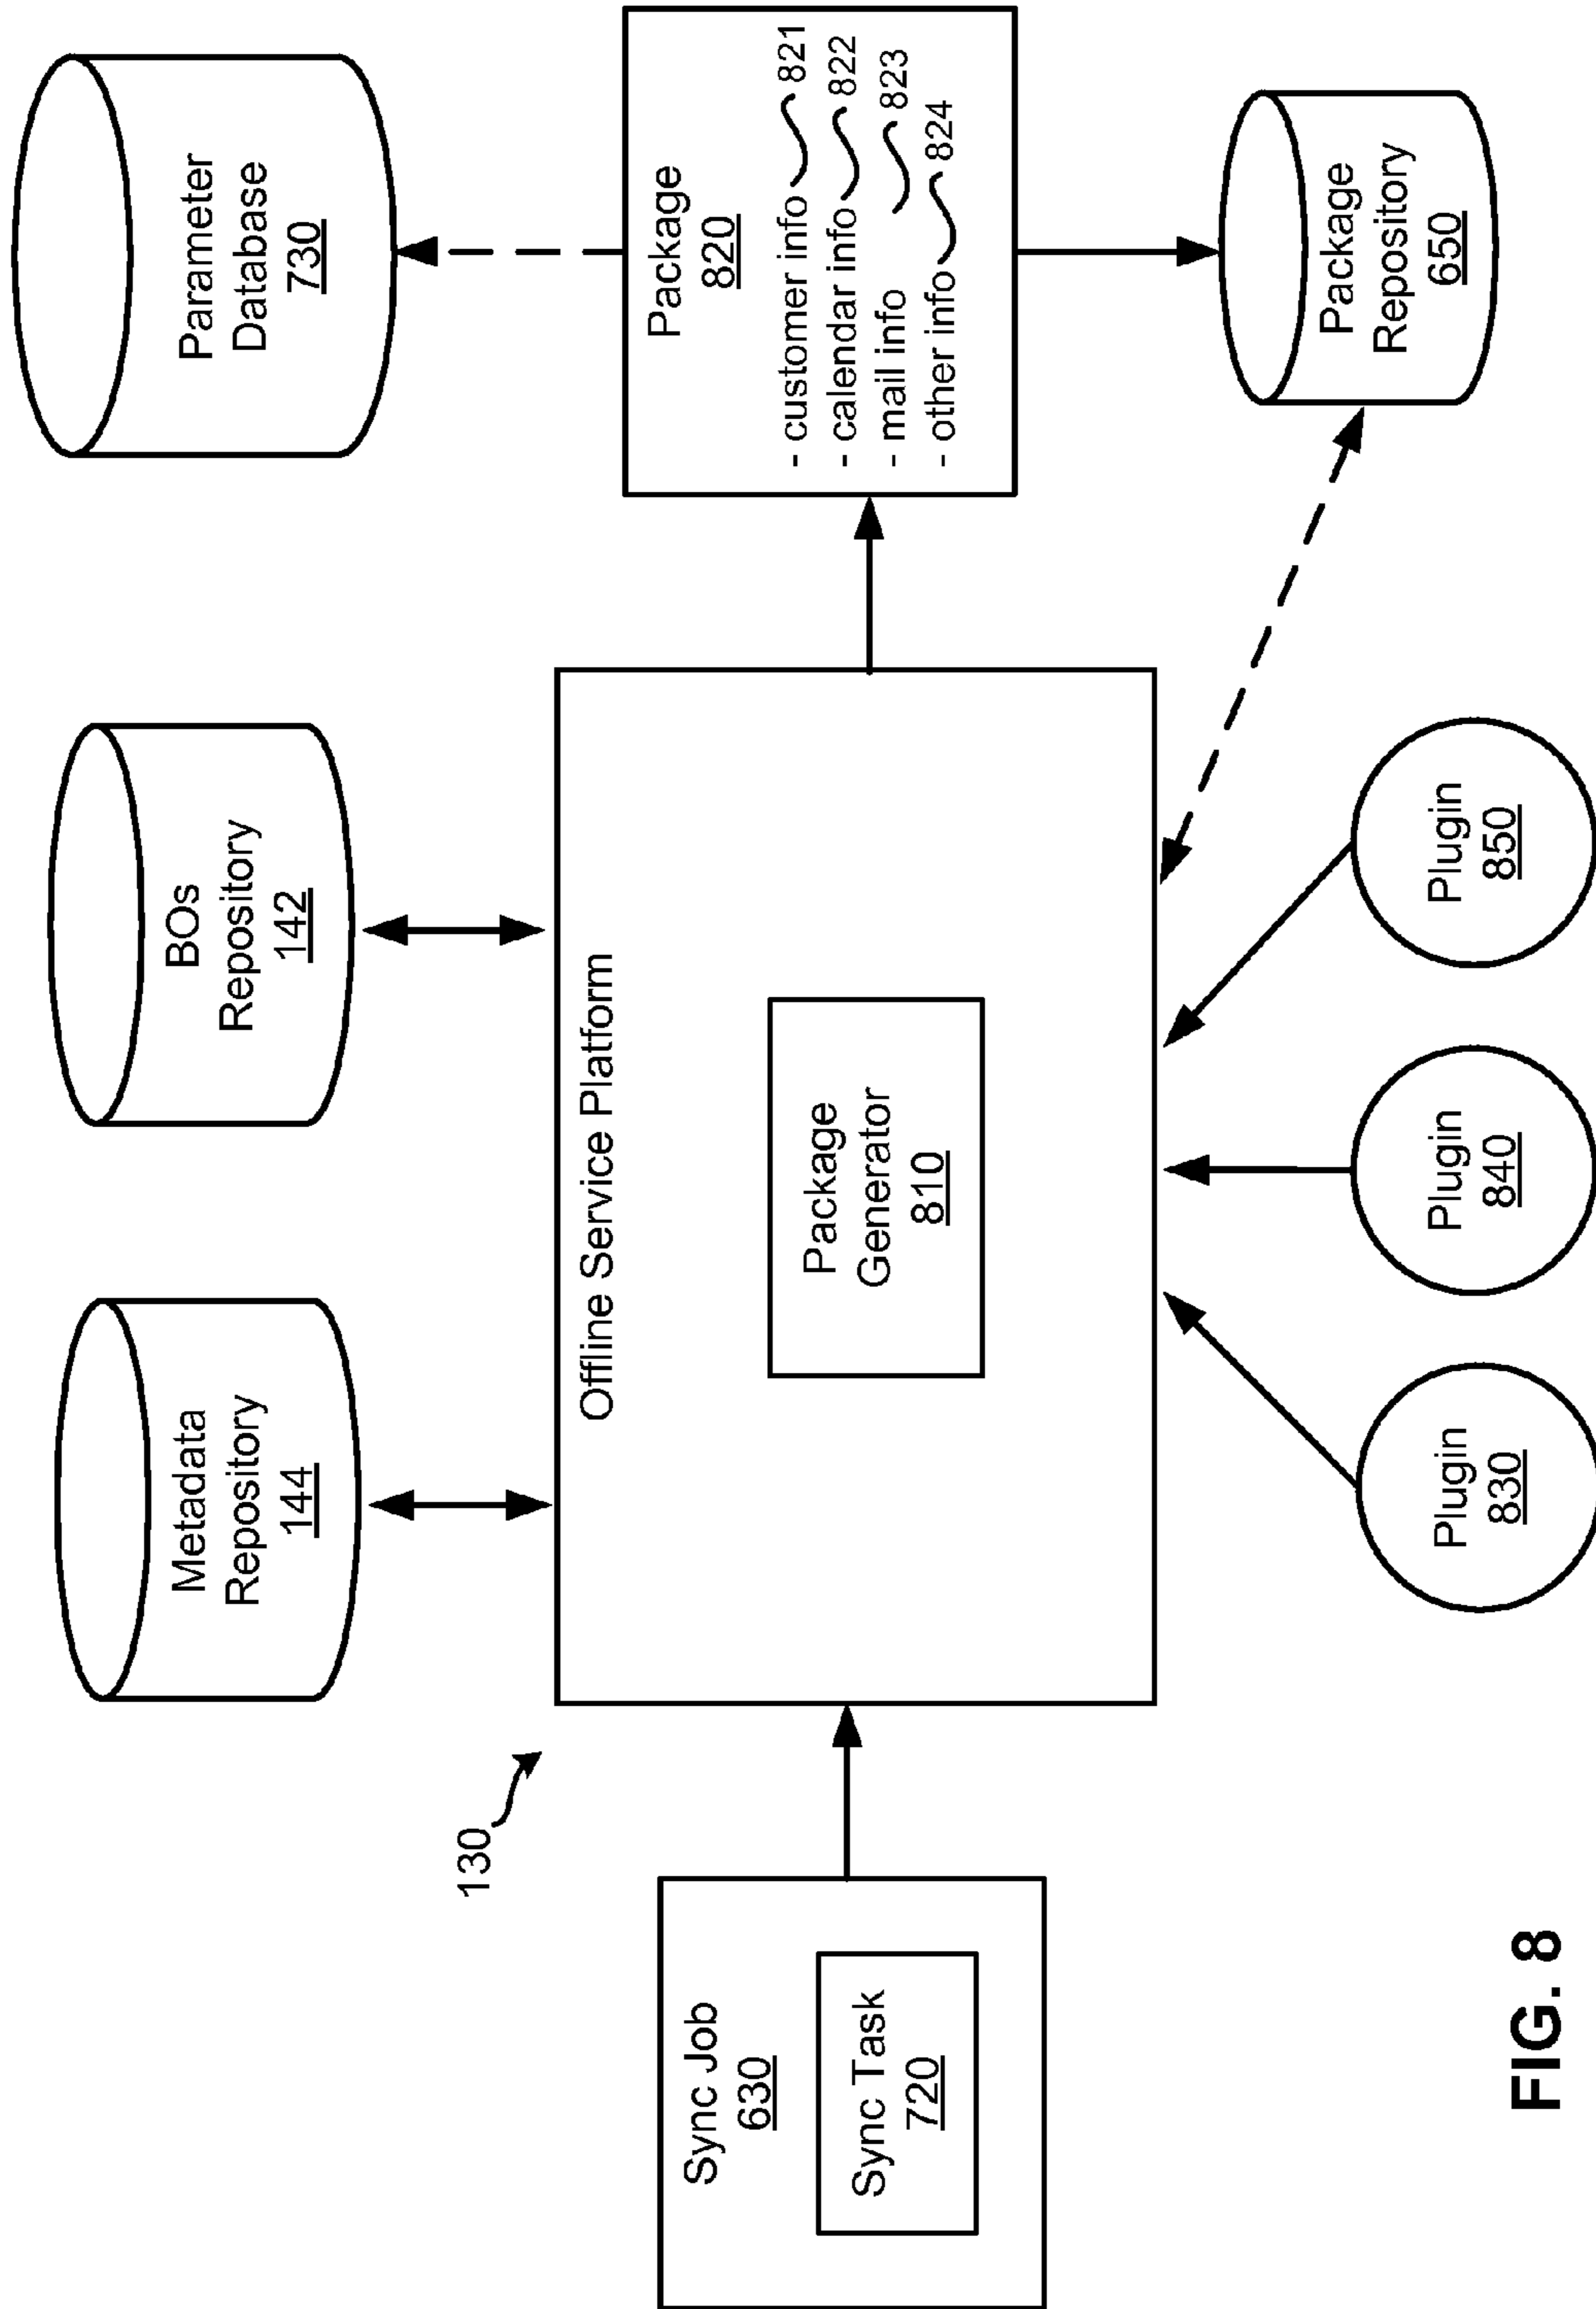 Metadata
Repository
144
BOs
Repository
142
Parameter
Database
730
130
Sync Job
630
Sync Task
720
Offline Service Platform
Package
Generator
810
Package
820
- customer info 821
- calendar info 822
- mail info 823
- other info 824
Plugin
830
Plugin
840
Plugin
850
Package
Repository
650
FIG. 8